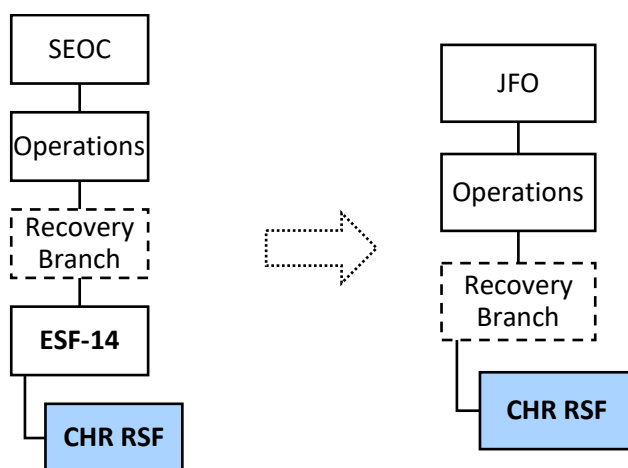 SEOC
Operations
Recovery
Branch
ESF-14
CHR RSF
JFO
Operations
Recovery
Branch
CHR RSF